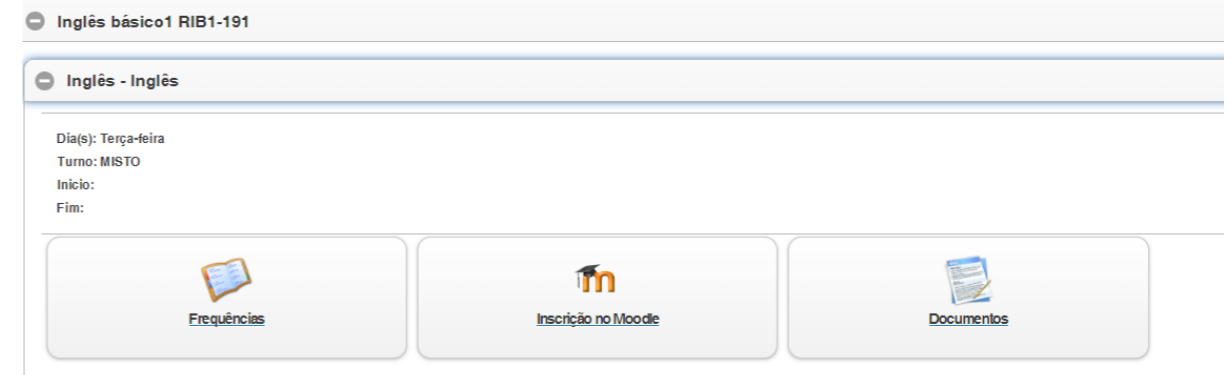 Inglês básico1 RIB1-191
Inglês - Inglês
Dia(s): Terça-feira
Turno: MISTO
Inicio:
Fim:
Frequências
Inscrição no Moodle
Documentos